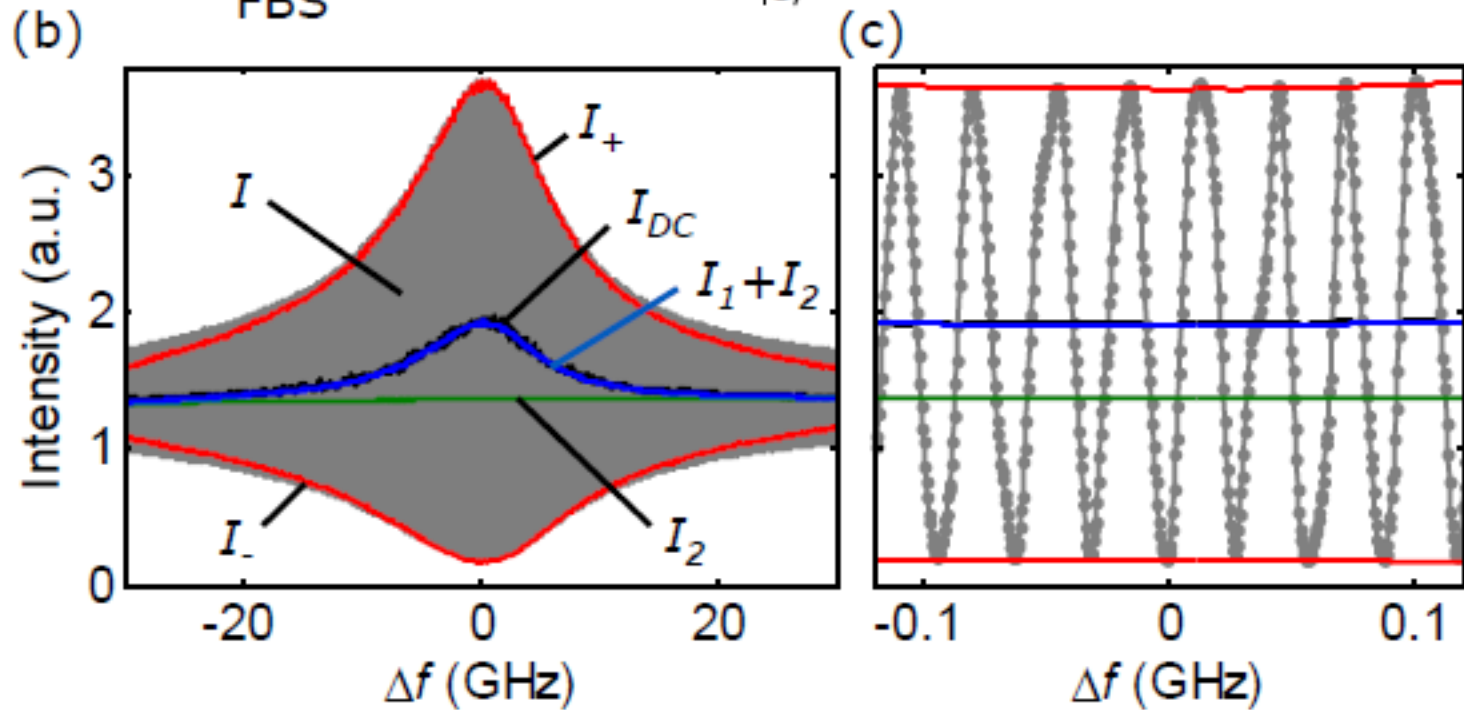 FBS
(b)
(c)
I
I+
IDC
I1+I2
I-
I2
Intensity (a.u.)
3
2
1
0
-20 0 20
Δf (GHz)
-0.1 0 0.1
Δf (GHz)